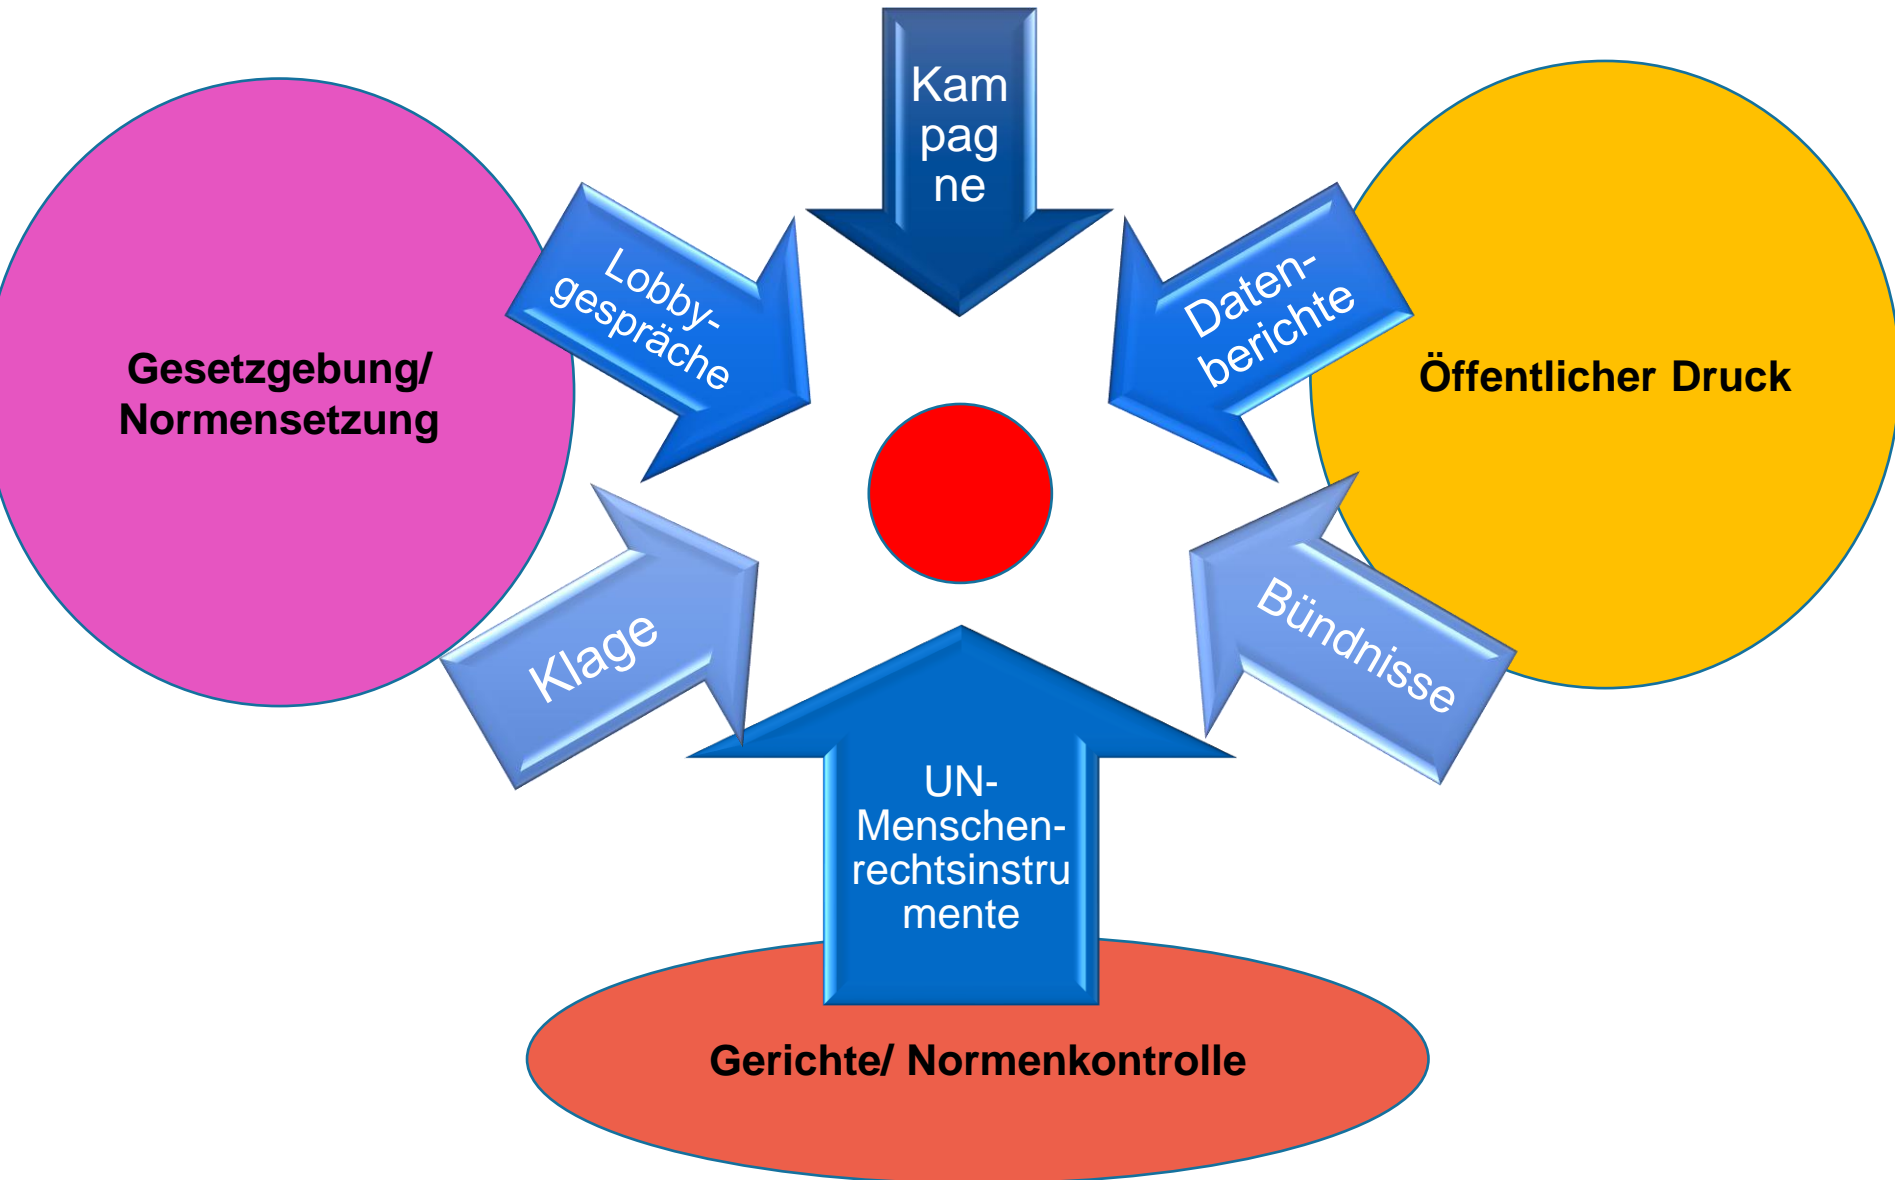 Kam
pag
ne
Lobby-
gespräche
Daten-
berichte
Gesetzgebung/
Normensetzung
Öffentlicher Druck
Klage
Bündnisse
UN-
Menschen-
rechtsinstru
mente
Gerichte/ Normenkontrolle